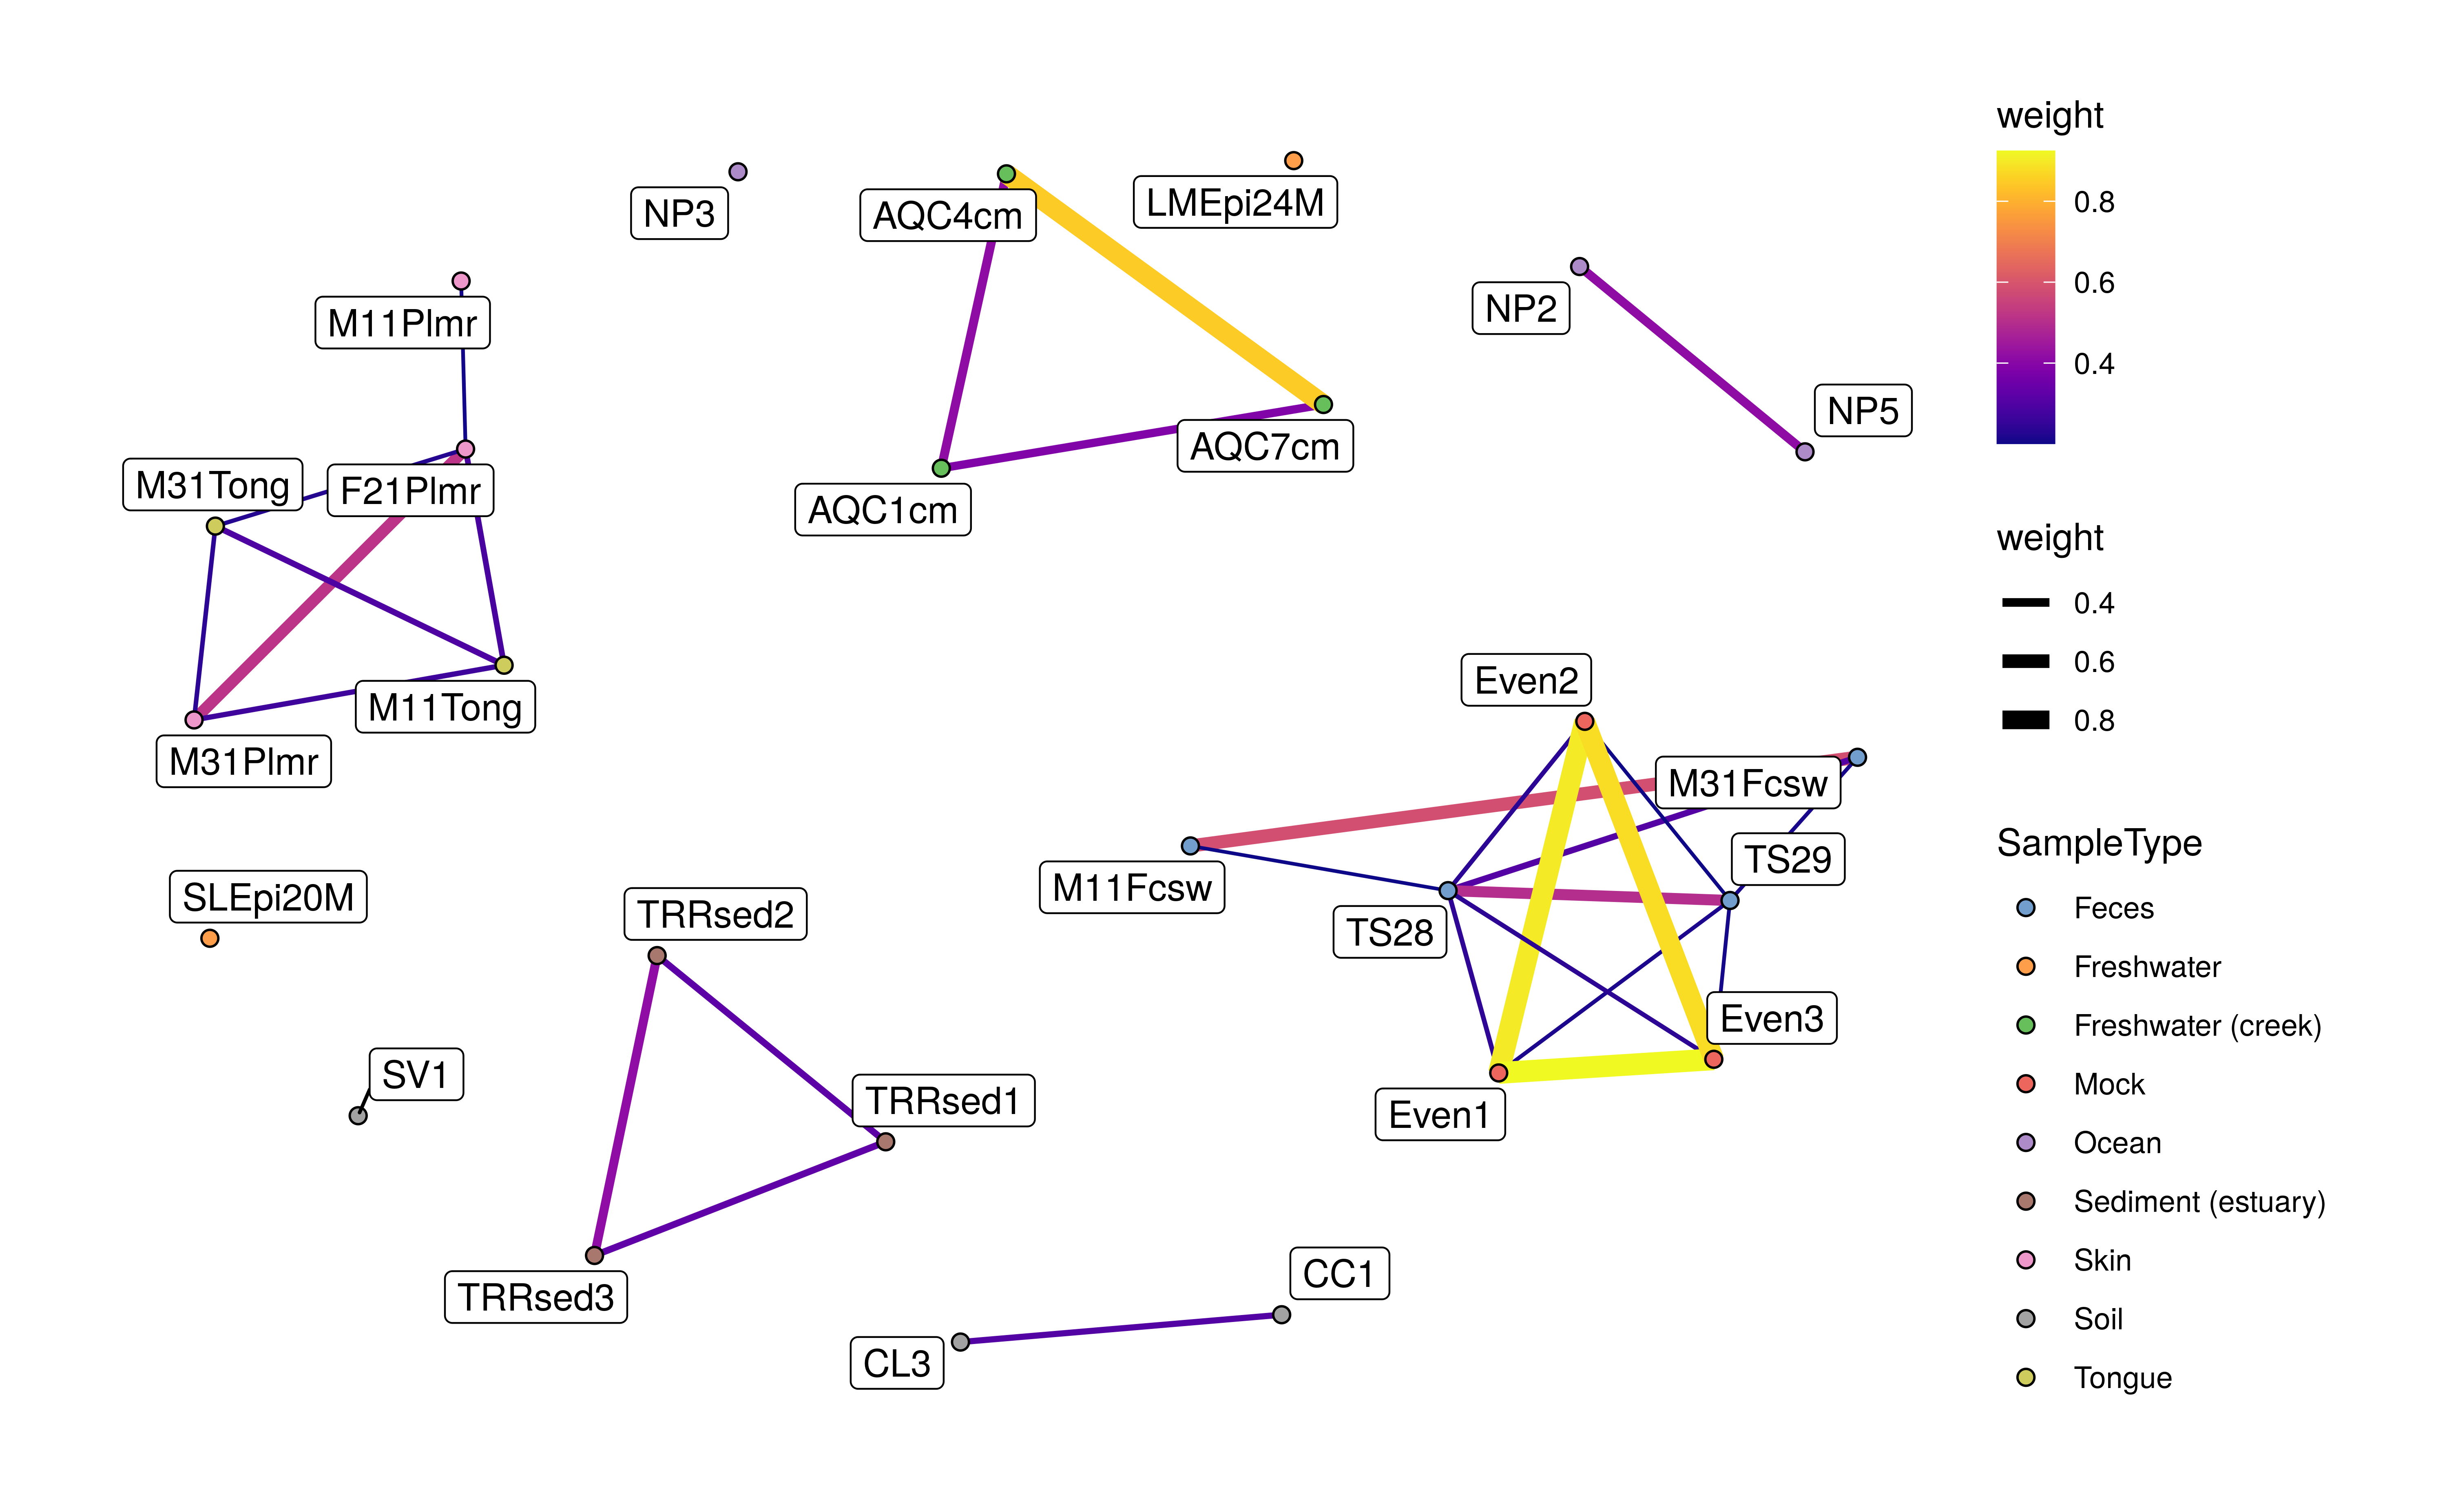 NP3
AQC4cm
LMEpi24M
M11Plmr
NP2
NP5
AQC7cm
M31Tong
F21Plmr
AQC1cm
M11Tong
M31Plmr
Even2
M31Fcsw
TS29
M11Fcsw
SLEpi20M
TRRsed2
TS28
Even3
SV1
TRRsed1
Even1
TRRsed3
CC1
CL3
weight
0.8
0.6
0.4
weight
0.4
0.6
0.8
SampleType
Feces
Freshwater
Freshwater (creek)
Mock
Ocean
Sediment (estuary)
Skin
Soil
Tongue